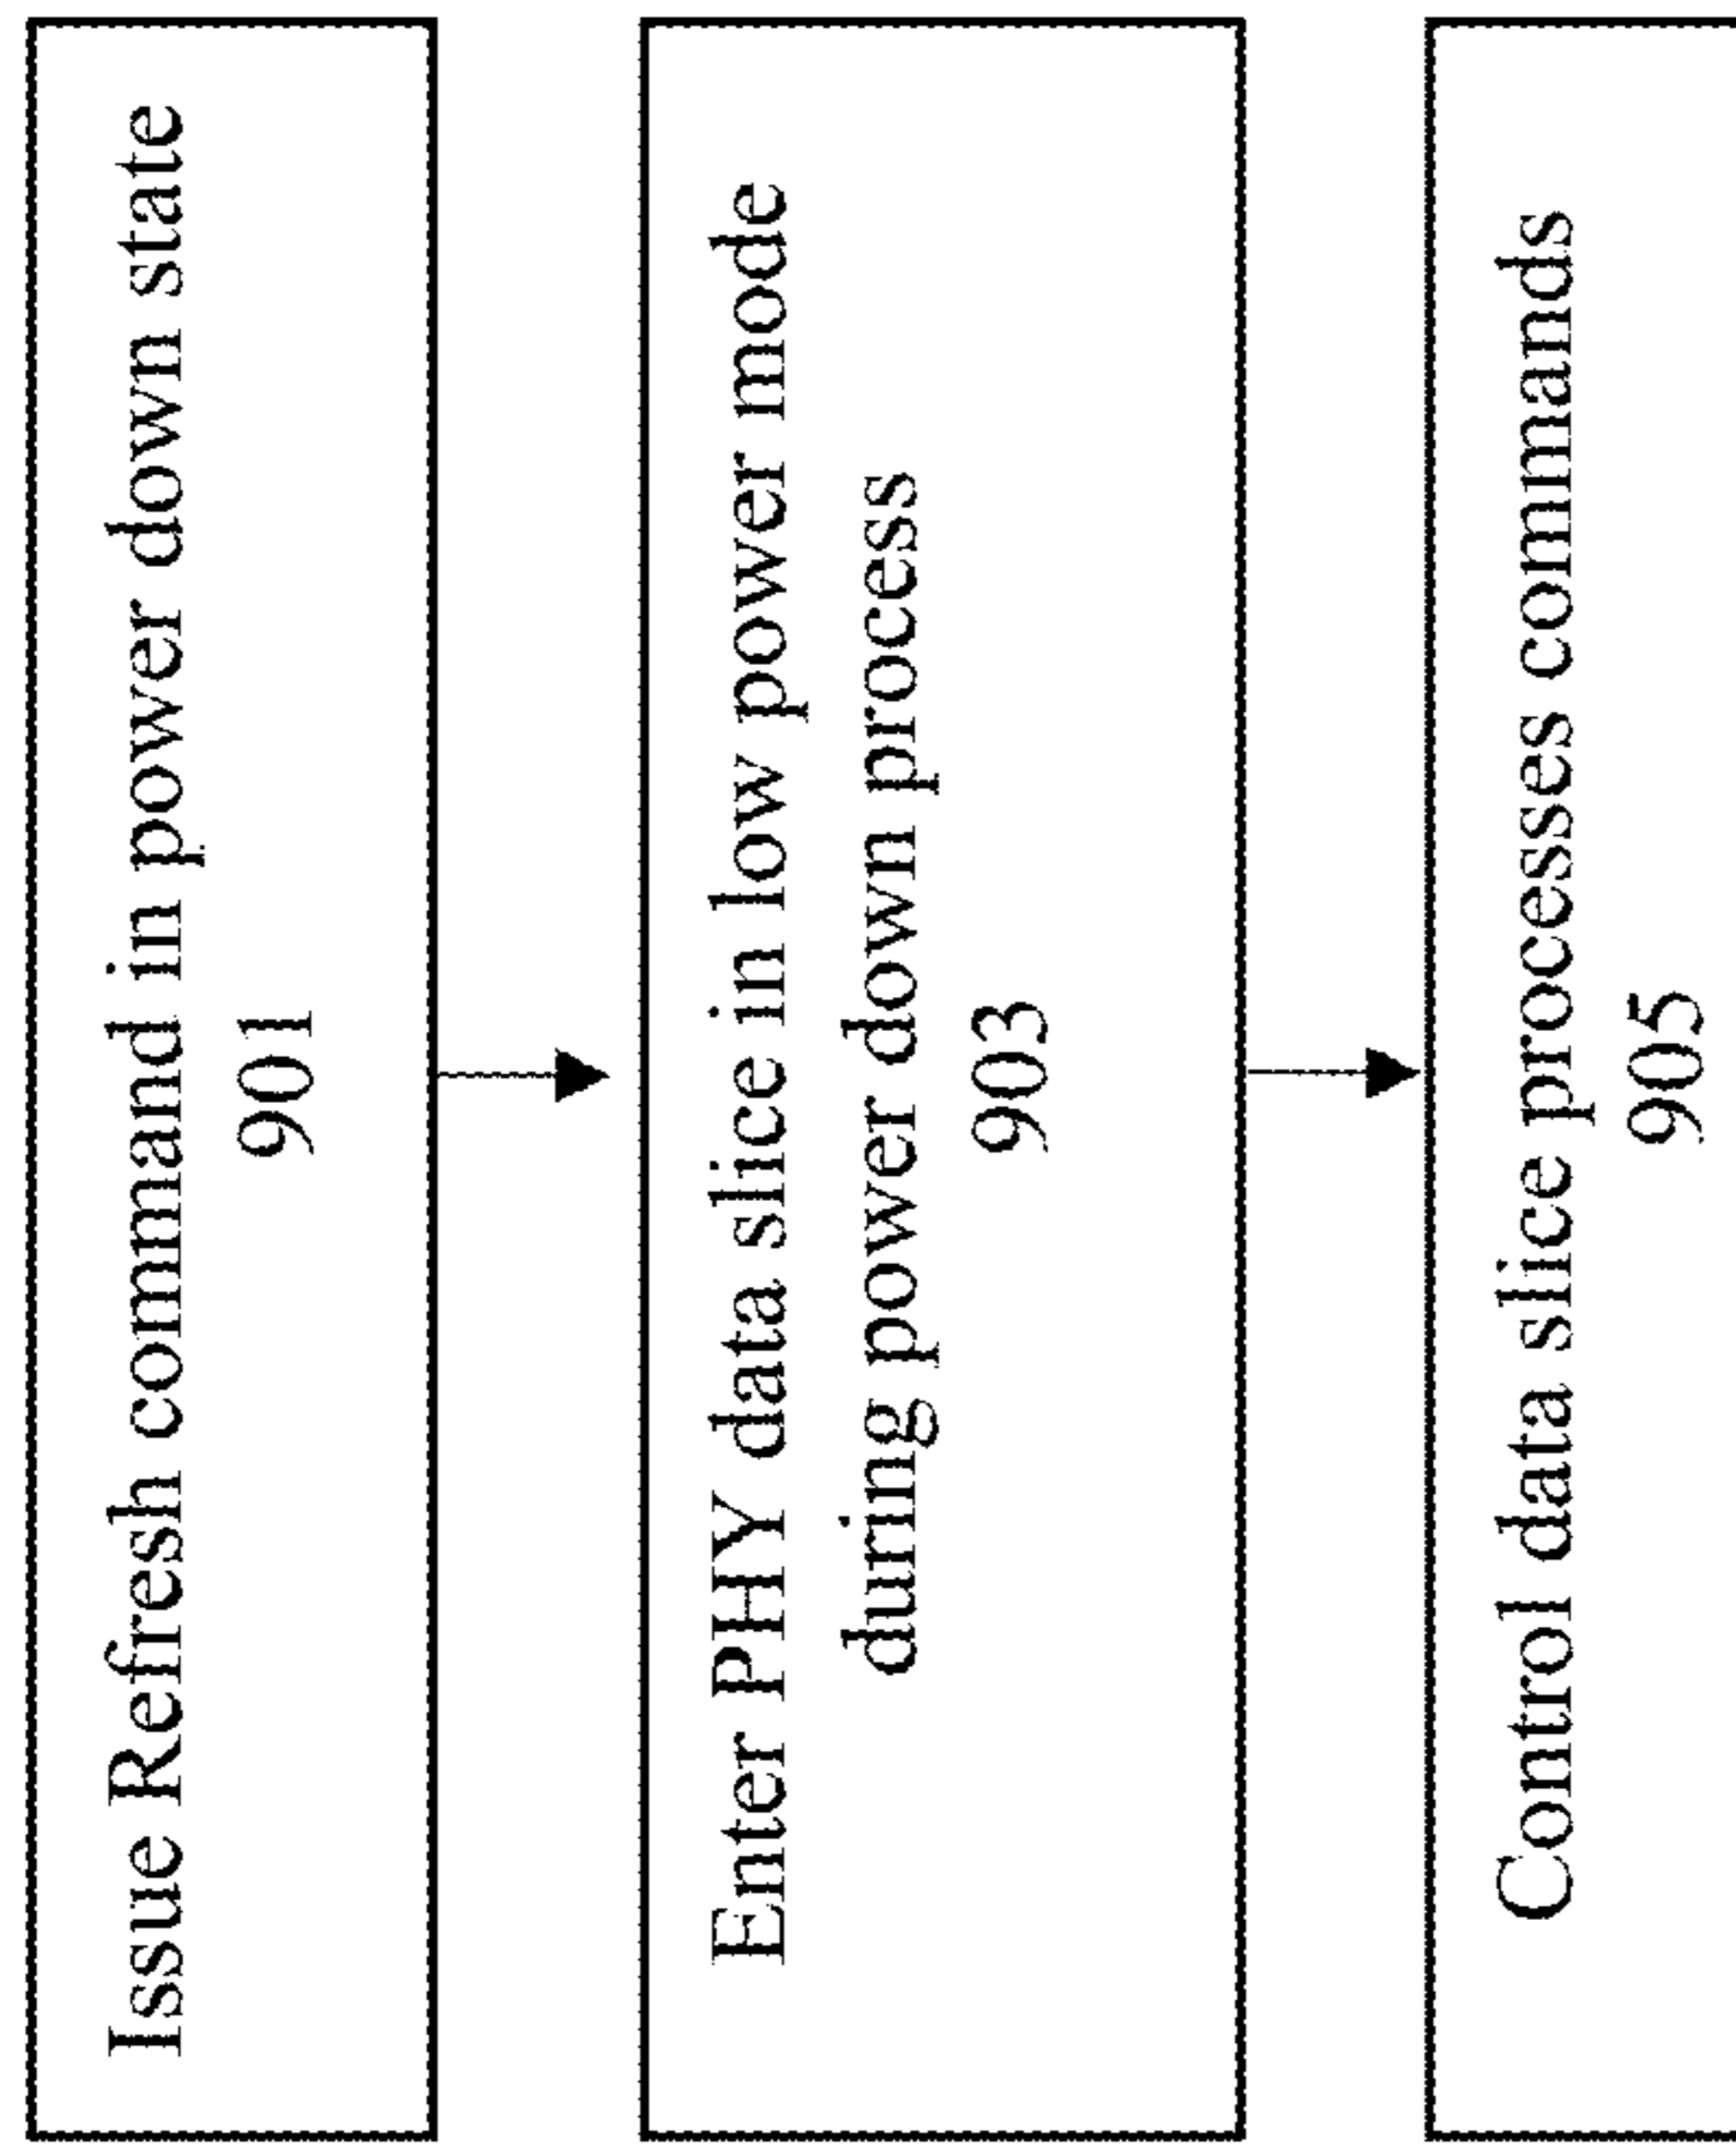 Issue Refresh command in power down state
901
Enter PHY data slice in low power mode
during power down process
903
Control data slice processes commands
905